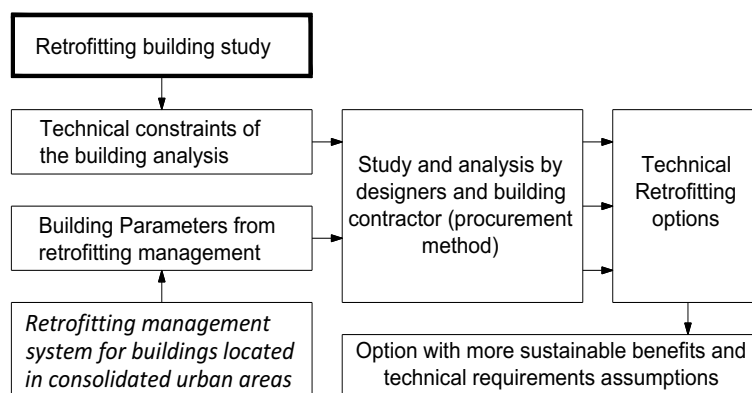 Retrofitting building study
Technical constraints of
the building analysis
Building Parameters from
retrofitting management
Retrofitting management
system for buildings located
in consolidated urban areas
Study and analysis by
designers and building
contractor (procurement
method)
Technical
Retrofitting
options
Option with more sustainable benefits and
technical requirements assumptions